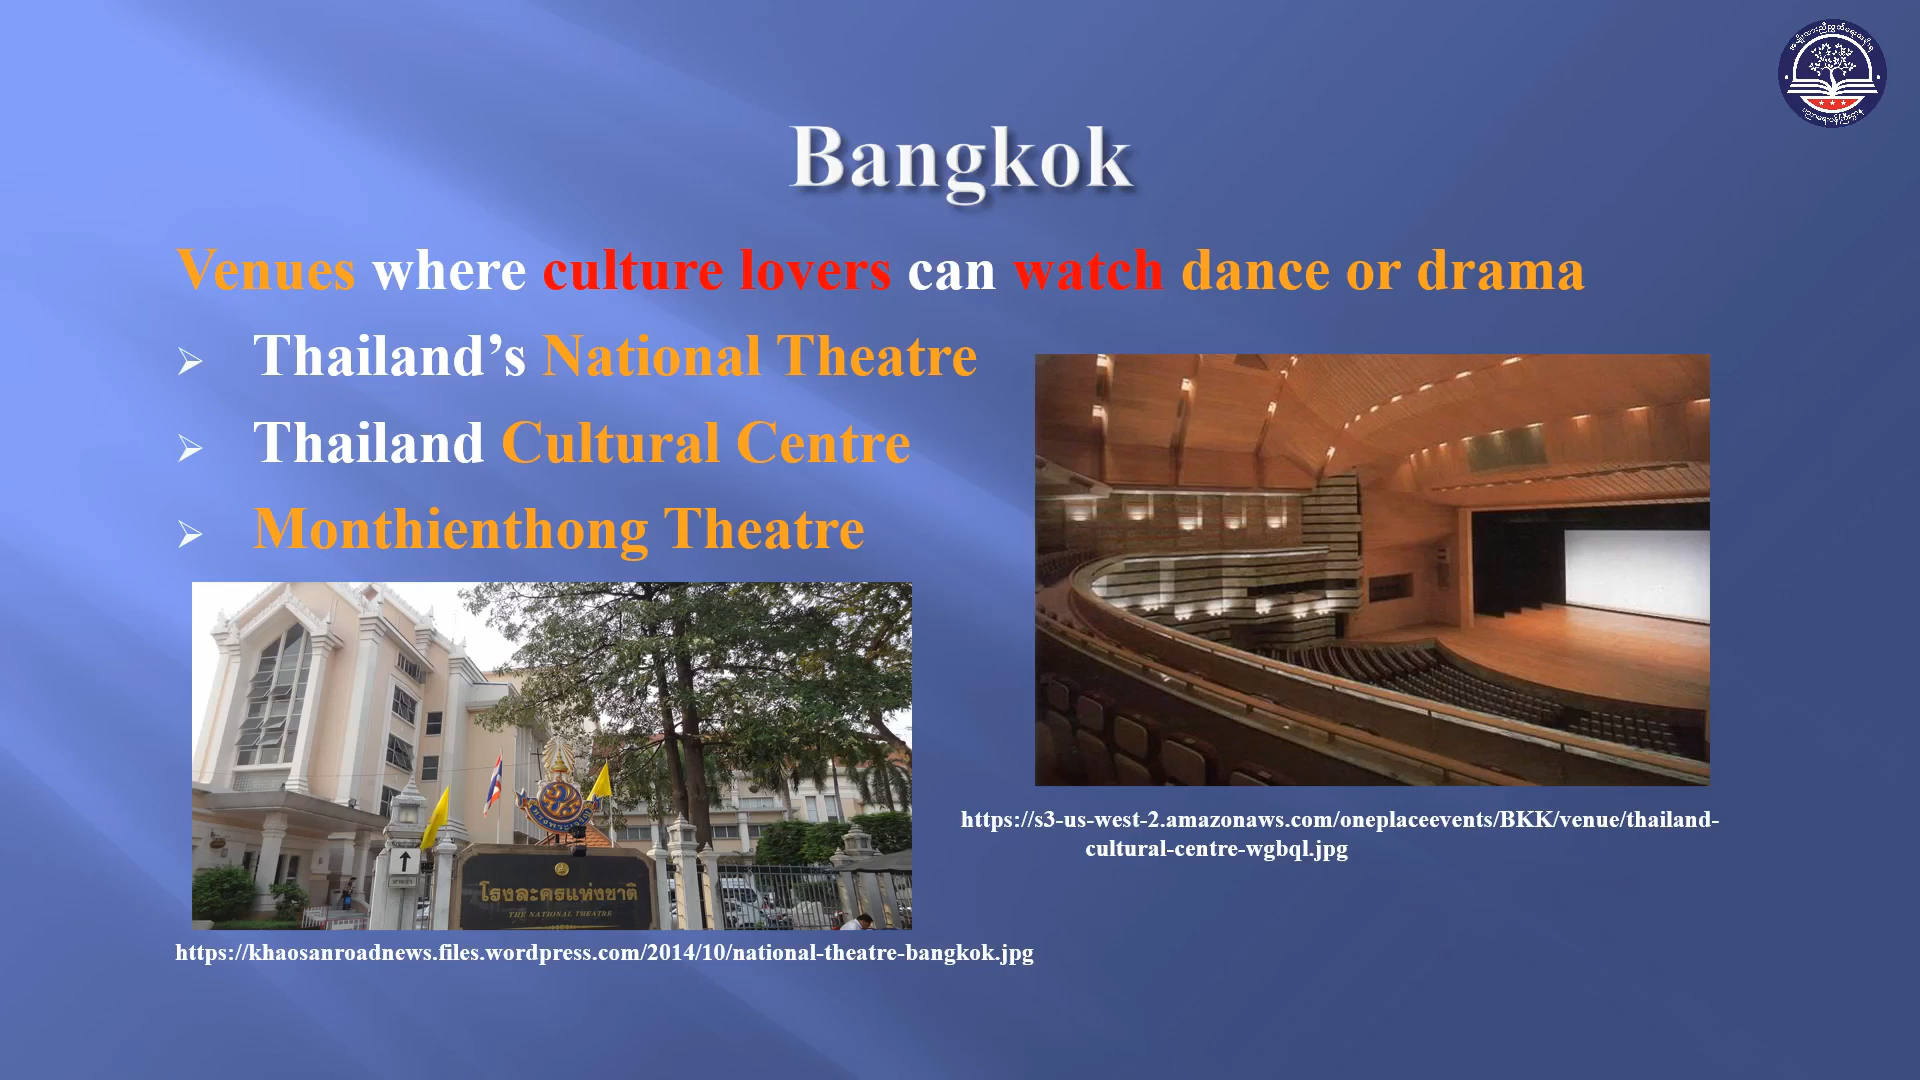 Bangkok
Venues where culture lovers can watch dance or drama
Thailand’s National Theatre
Thailand Cultural Centre
Monthienthong Theatre
โรงละครแห่งชาติ
THE NATIONAL THEATRE
https://s3-us-west-2.amazonaws.com/oneplaceevents/BKK/venue/thailand-
cultural-centre-wgbql.jpg
https://khaosanroadnews.files.wordpress.com/2014/10/national-theatre-bangkok.jpg